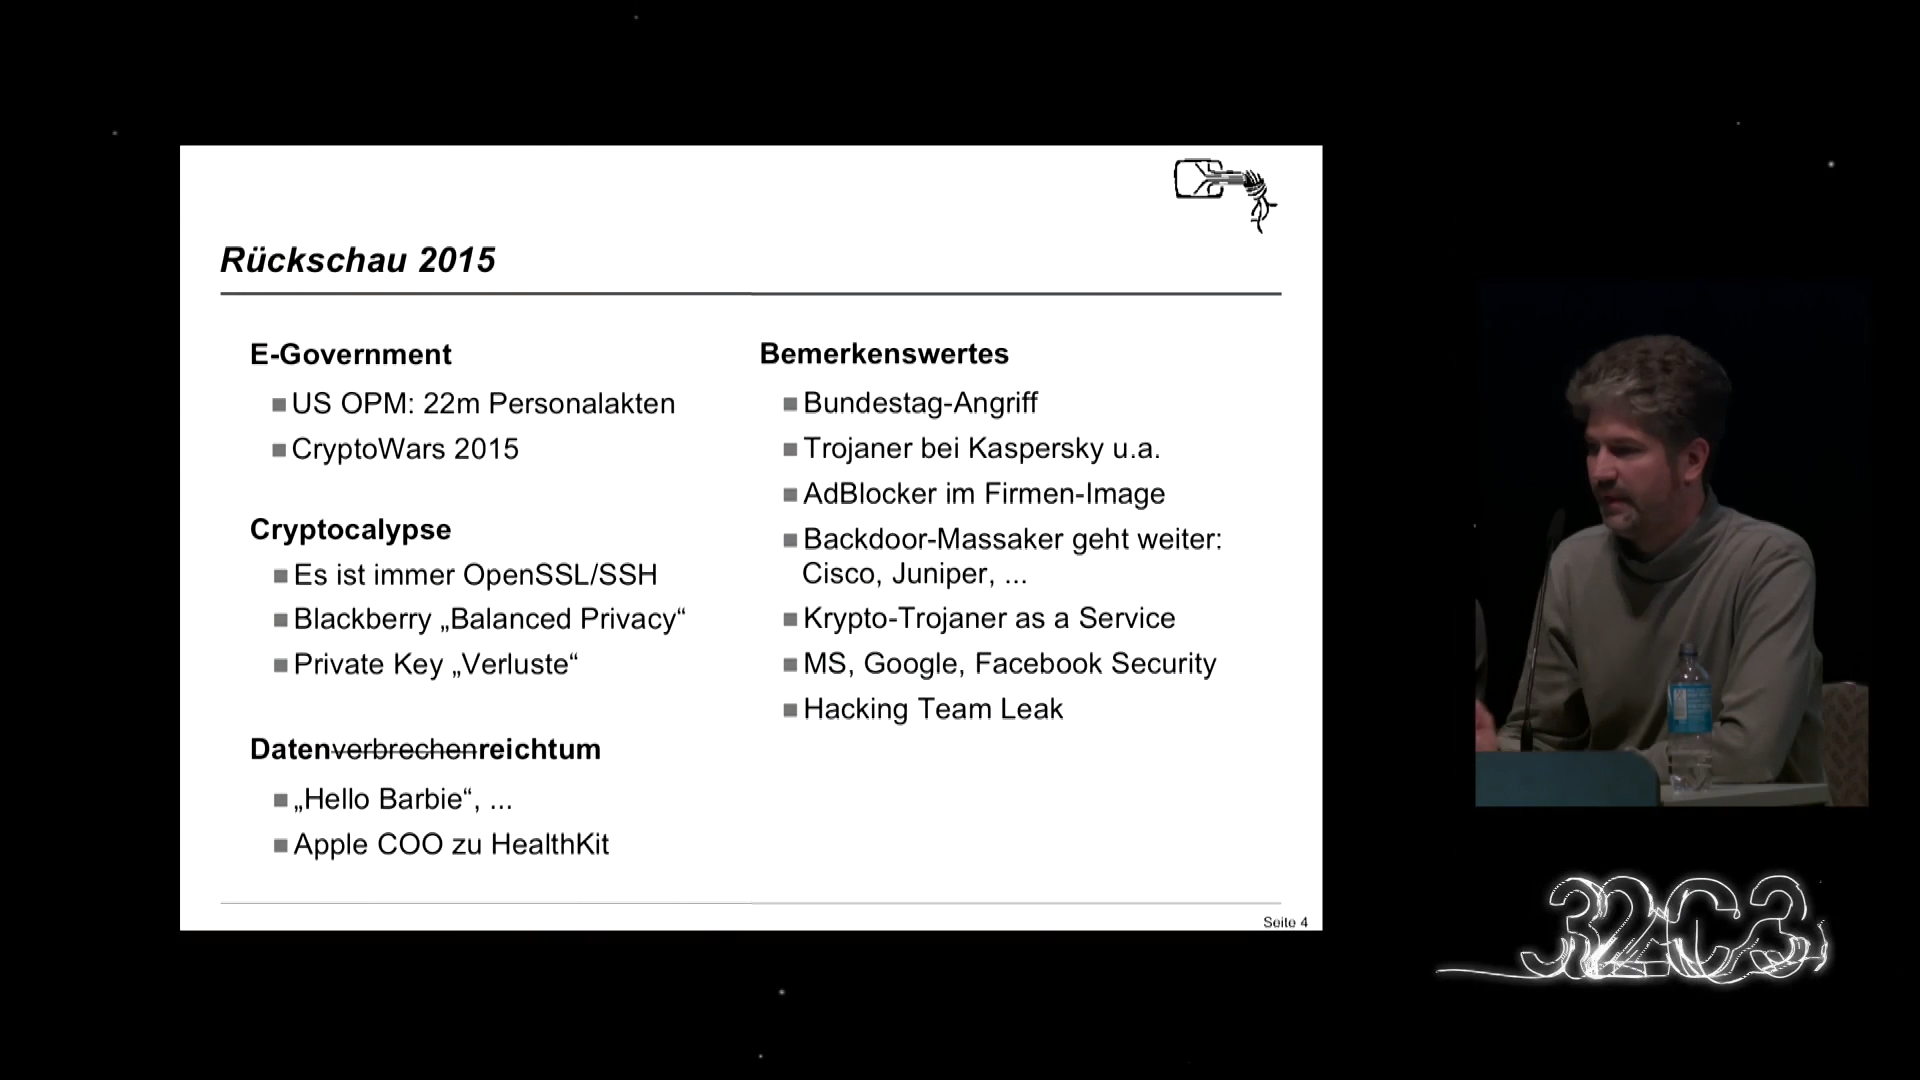 Rückschau 2015
E-Government
US OPM: 22m Personalakten
CryptoWars 2015
Cryptocalypse
Es ist immer OpenSSL/SSH
Blackberry „Balanced Privacy“
Private Key „Verluste“
Datenverbrechenreichtum
„Hello Barbie“, ...
Apple COO zu HealthKit
Bemerkenswertes
Bundestag-Angriff
Trojaner bei Kaspersky u.a.
AdBlocker im Firmen-Image
Backdoor-Massaker geht weiter:
Cisco, Juniper, ...
Krypto-Trojaner as a Service
MS, Google, Facebook Security
Hacking Team Leak
Seite 4
32C3